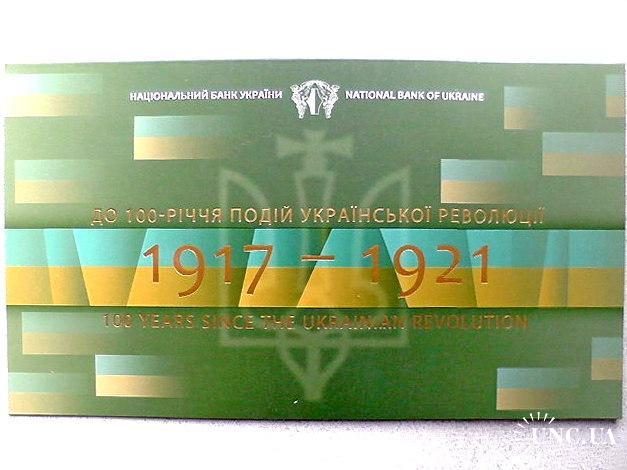 НАЦІОНАЛЬНИЙ БАНК УКРАЇНИ NATIONAL BANK OF UKRAINE
ДО 100-РІЧЧЯ ПОДІЙ УКРАЇНСЬКОЇ РЕВОЛЮЦІЇ
1917 – 1921
100 YEARS SINCE THE UKRAINIAN REVOLUTION
UNC.UA